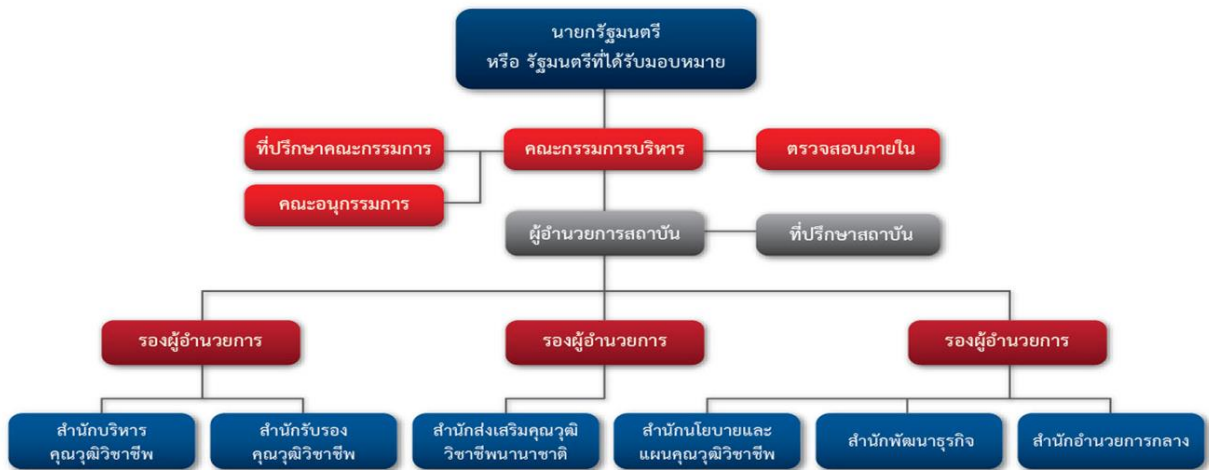 นายกรัฐมนตรี
หรือ รัฐมนตรีที่ได้รับมอบหมาย
ที่ปรึกษาคณะกรรมการ
คณะกรรมการบริหาร
ตรวจสอบภายใน
คณะอนุกรรมการ
ผู้อำนวยการสถาบัน
ที่ปรึกษาสถาบัน
รองผู้อำนวยการ
รองผู้อำนวยการ
รองผู้อำนวยการ
สำนักบริหาร
คุณวุฒิวิชาชีพ
สำนักรับรอง
คุณวุฒิวิชาชีพ
สำนักส่งเสริมคุณวุฒิ
วิชาชีพนานาชาติ
สำนักนโยบายและ
แผนคุณวุฒิวิชาชีพ
สำนักพัฒนาธุรกิจ
สำนักอำนวยการกลาง